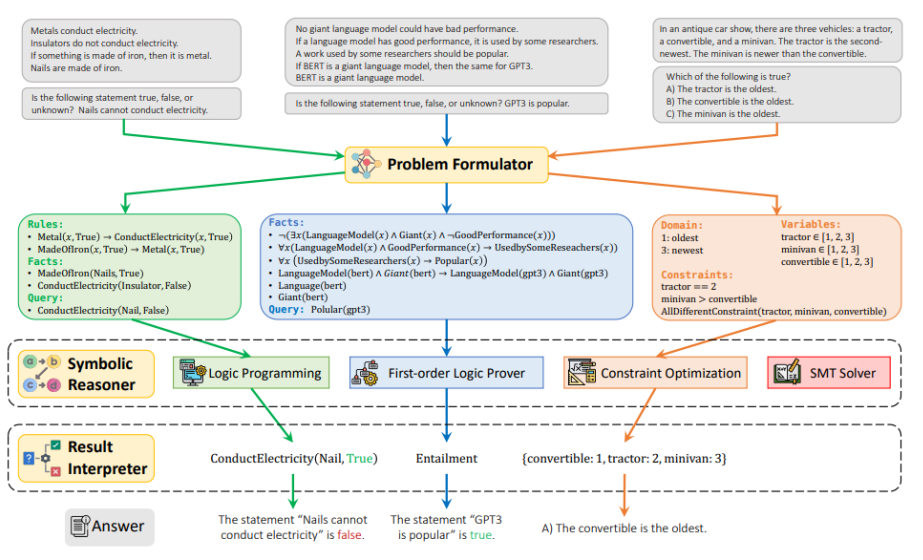 Metals conduct electricity.
Insulators do not conduct electricity.
If something is made of iron, then it is metal.
Nails are made of iron.
Is the following statement true, false, or
unknown? Nails cannot conduct electricity.
No giant language model could have bad performance.
If a language model has good performance, it is used by some researchers.
A work used by some researchers should be popular.
If BERT is a giant language model, then the same for GPT3.
BERT is a giant language model.
Is the following statement true, false, or unknown? GPT3 is popular.
In an antique car show, there are three vehicles: a tractor,
a convertible, and a minivan. The tractor is the second-
newest. The minivan is newer than the convertible.
Which of the following is true?
A) The tractor is the oldest.
B) The convertible is the oldest.
C) The minivan is the oldest.
Problem Formulator
Rules:
• Metal(x, True) → ConductElectricity(x, True)
• MadeOfIron(x, True) → Metal(x, True)
Facts:
• MadeOfIron(Nails, True)
• ConductElectricity(Insulator, False)
Query:
• ConductElectricity(Nail, False)
Facts:
• ¬(∃x(LanguageModel(x) ∧ Giant(x) ∧ ¬GoodPerformance(x)))
• ∀x(LanguageModel(x) ∧ GoodPerformance(x) → UsedbySomeReseachers(x))
• ∀x (UsedbySomeResearchers(x) → Popular(x))
• LanguageModel(bert) ∧ Giant(bert) → LanguageModel(gpt3) ∧ Giant(gpt3)
• Language(bert)
• Giant(bert)
Query: Polular(gpt3)
Domain:
1: oldest
3: newest
Variables:
tractor ∈ [1, 2, 3]
minivan ∈ [1, 2, 3]
convertible ∈ [1, 2, 3]
Constraints:
tractor == 2
minivan > convertible
AllDifferentConstraint(tractor, minivan, convertible)
a b
c d
Symbolic
Reasoner
Logic Programming
First-order Logic Prover
Constraint Optimization
SMT Solver
?
Result
Interpreter
ConductElectricity(Nail, True)
Entailment
{convertible: 1, tractor: 2, minivan: 3}
Answer
The statement “Nails cannot
conduct electricity” is false.
The statement “GPT3
is popular” is true.
A) The convertible is the oldest.